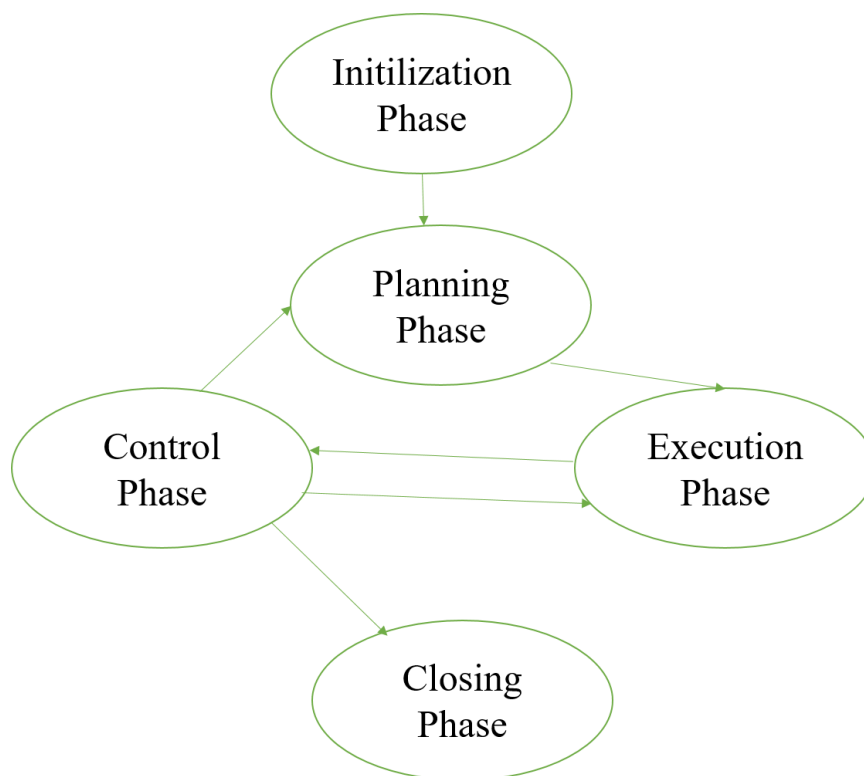 Initilization
Phase
Planning
Phase
Control
Phase
Execution
Phase
Closing
Phase